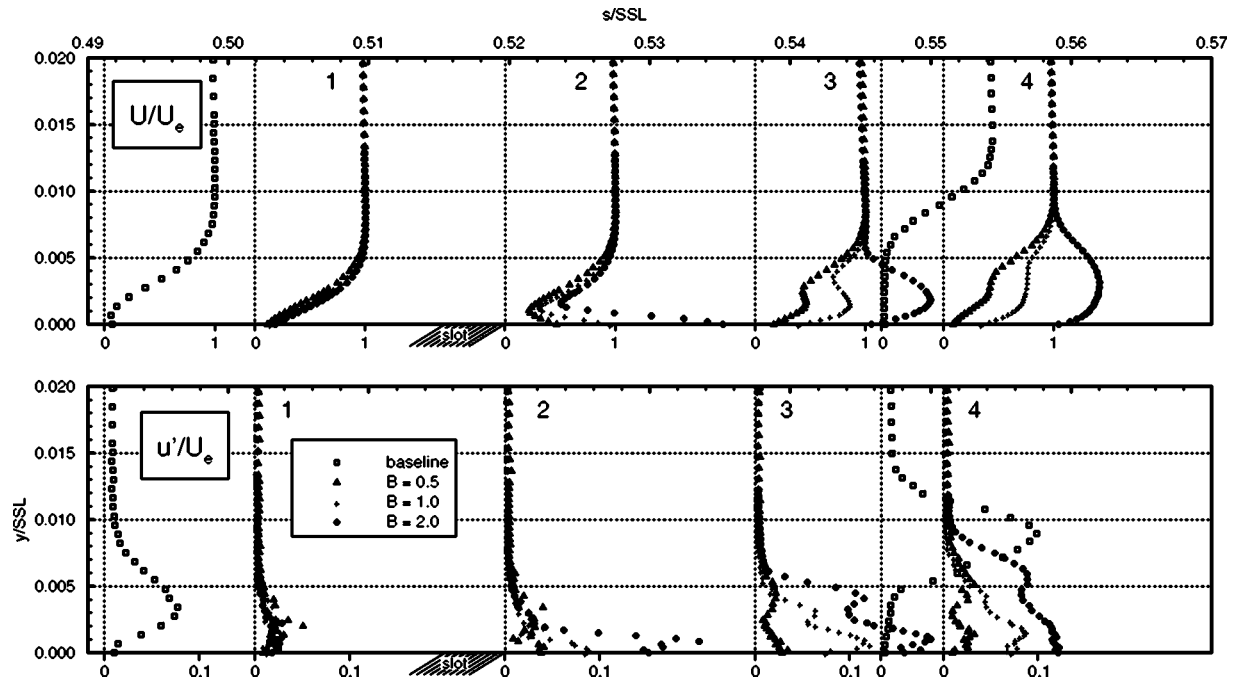 s/SSL
0.49 0.50 0.51 0.52 0.53 0.54 0.55 0.56 0.57
0.020
0.015
0.010
0.005
0.000
U/Ue
1 2 3 4
0 1 0 1 slot 0 1 0 1 0 0 1
0.020
0.015
0.010
0.005
0.000
y/SSL
u'/Ue
1 2 3 4
baseline
B = 0.5
B = 1.0
B = 2.0
0 0.1 0 0.1 slot 0 0.1 0 0.1 0 0 0.1